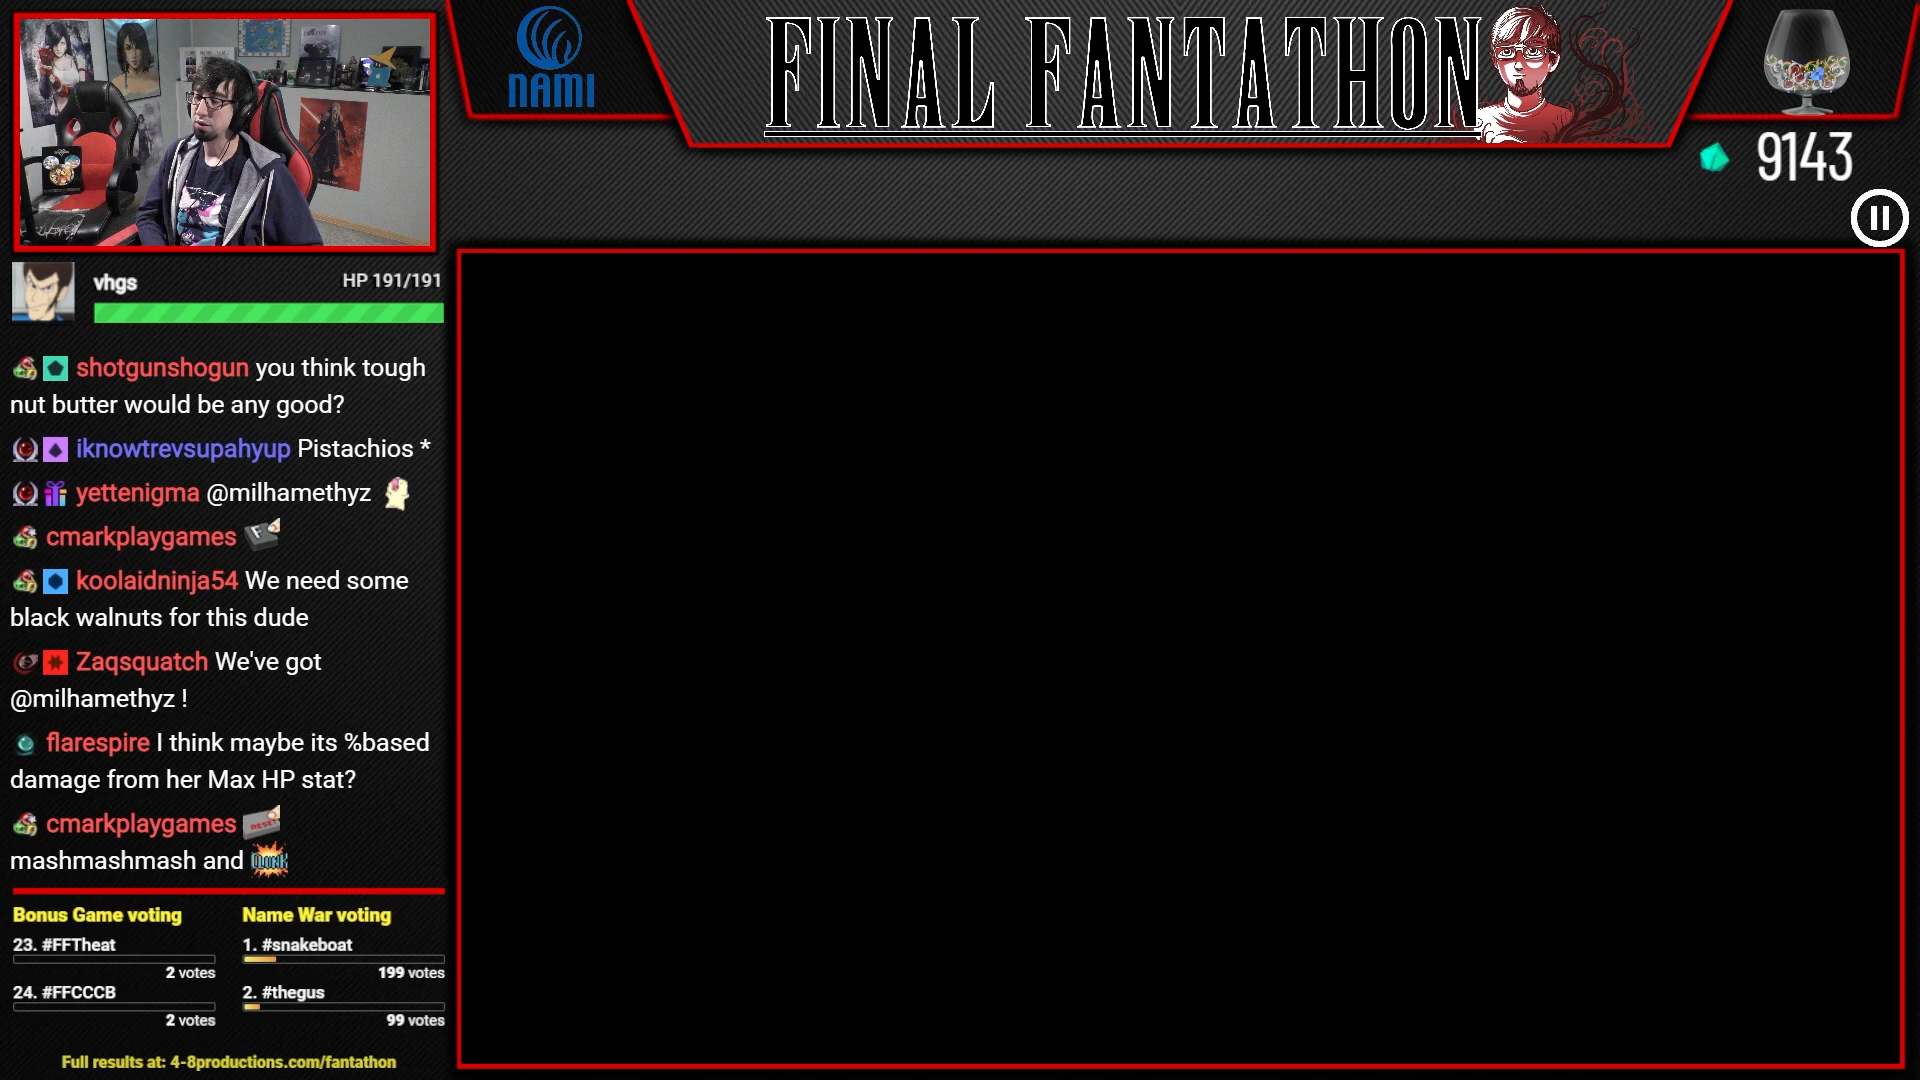 NAMI
FINAL FANTATHON
9143
vhgs HP 191/191
shotgunshogun you think tough
nut butter would be any good?
iknowtrevsupahyup Pistachios *
yettenigma @milhamethyz
cmarkplaygames F
koolaidninja54 We need some
black walnuts for this dude
Zaqsquatch We've got
@milhamethyz !
flarespire I think maybe its %based
damage from her Max HP stat?
cmarkplaygames RESET
mashmashmash and CLUNK
Bonus Game voting
23. #FFTheat
2 votes
24. #FFCCCB
2 votes
Name War voting
1. #snakeboat
199 votes
2. #thegus
99 votes
Full results at: 4-8productions.com/fantathon